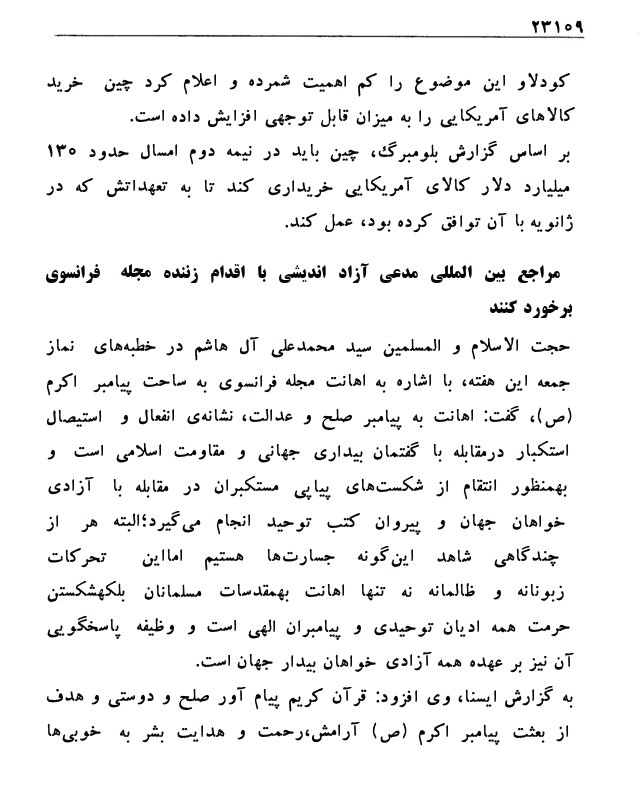 ۲۳۱۰۹
کودلاو این موضوع را کم اهمیت شمرده و اعلام کرد چین خرید
کالاهای آمریکایی را به میزان قابل توجهی افزایش داده است.
بر اساس گزارش بلومبرگ، چین باید در نیمه دوم امسال حدود ۱۳۰
میلیارد دلار کالای آمریکایی خریداری کند تا به تعهداتش که در
ژانویه با آن توافق کرده بود، عمل کند.
مراجع بین المللی مدعی آزاد اندیشی با اقدام زننده مجله فرانسوی
برخورد کنند
حجت الاسلام و المسلمین سید محمدعلی آل هاشم در خطبه‌های نماز
جمعه این هفته، با اشاره به اهانت مجله فرانسوی به ساحت پیامبر اکرم
(ص)، گفت: اهانت به پیامبر صلح و عدالت، نشانه‌ی انفعال و استیصال
استکبار درمقابله با گفتمان بیداری جهانی و مقاومت اسلامی است و
بهمنظور انتقام از شکست‌های پیاپی مستکبران در مقابله با آزادی
خواهان جهان و پیروان کتب توحید انجام می‌گیرد؛البته هر از
چندگاهی شاهد این‌گونه جسارت‌ها هستیم امااین تحرکات
زبونانه و ظالمانه نه تنها اهانت بهمقدسات مسلمانان بلکهشکستن
حرمت همه ادیان توحیدی و پیامبران الهی است و وظیفه پاسخگویی
آن نیز بر عهده همه آزادی خواهان بیدار جهان است.
به گزارش ایسنا، وی افزود: قرآن کریم پیام آور صلح و دوستی و هدف
از بعثت پیامبر اکرم (ص) آرامش،رحمت و هدایت بشر به خوبی‌ها